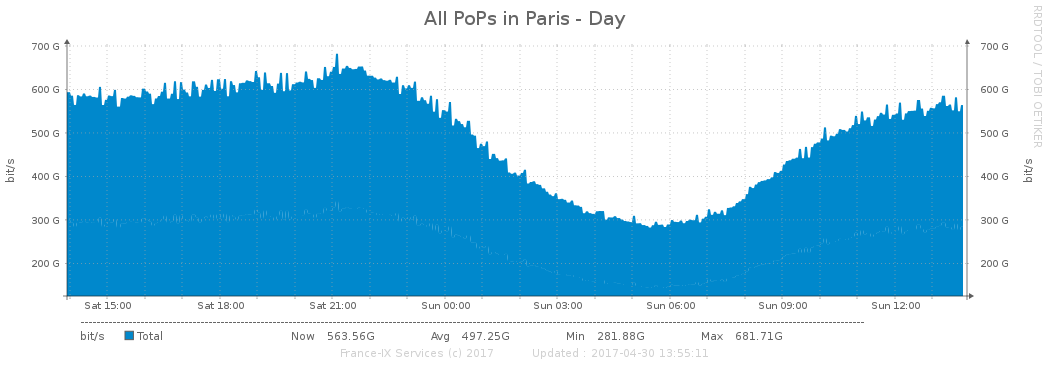 All PoPs in Paris - Day
RRDTOOL / TOBI OETIKER
700 G 700 G
600 G 600 G
500 G 500 G
400 G 400 G
300 G 300 G
200 G 200 G
bit/s bit/s
Sat 15:00 Sat 18:00 Sat 21:00 Sun 00:00 Sun 03:00 Sun 06:00 Sun 09:00 Sun 12:00
bit/s Total Now 563.56G Avg 497.25G Min 281.88G Max 681.71G
France-IX Services (c) 2017 Updated : 2017-04-30 13:55:11